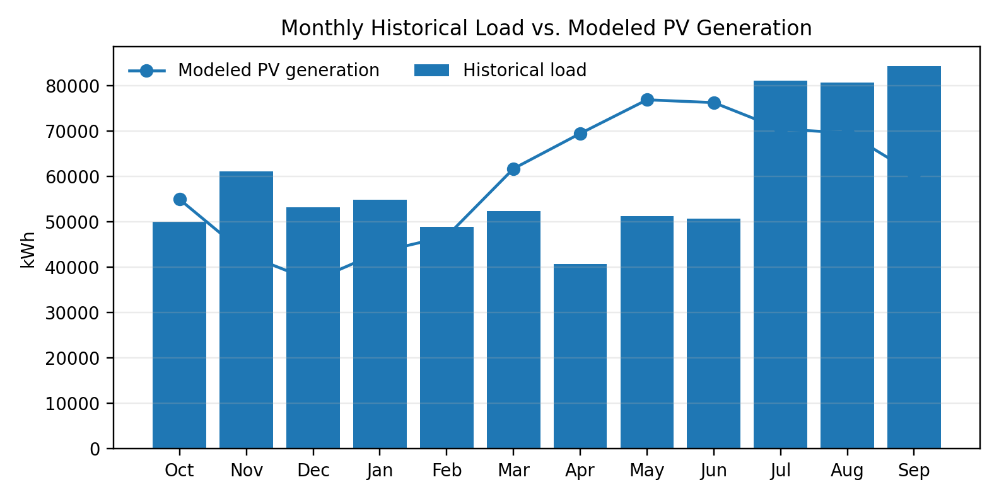 Monthly Historical Load vs. Modeled PV Generation
Modeled PV generation Historical load
80000
70000
60000
50000
40000
30000
20000
10000
0
kWh
Oct Nov Dec Jan Feb Mar Apr May Jun Jul Aug Sep